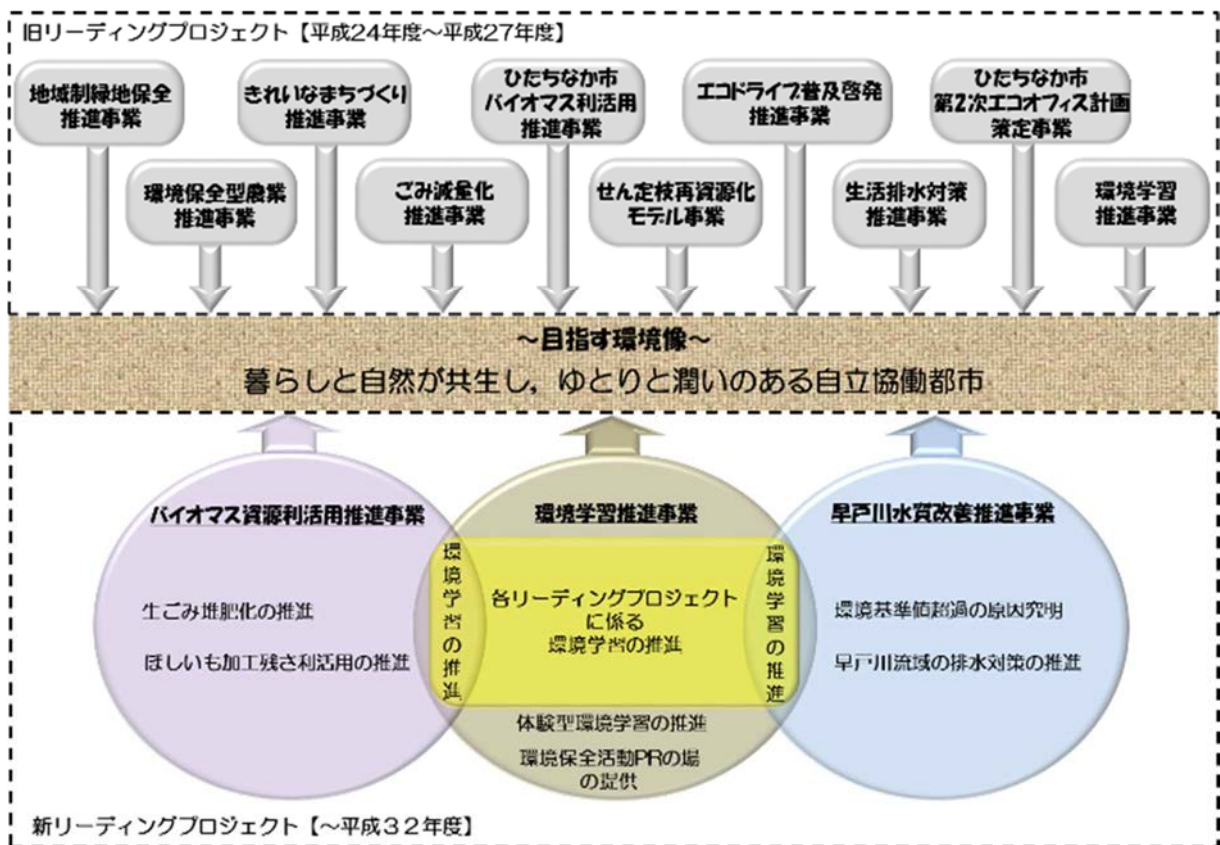 旧リーディングプロジェクト【平成24年度～平成27年度】
地域制緑地保全
推進事業
きれいなまちづくり
推進事業
ひたちなか市
バイオマス利活用
推進事業
エコドライブ普及啓発
推進事業
ひたちなか市
第2次エコオフィス計画
策定事業
環境保全型農業
推進事業
ごみ減量化
推進事業
せん定枝再資源化
モデル事業
生活排水対策
推進事業
環境学習
推進事業
～目指す環境像～
暮らしと自然が共生し，ゆとりと潤いのある自立協働都市
バイオマス資源利活用推進事業
生ごみ堆肥化の推進
ほしいも加工残さ利活用の推進
環境学習の推進
環境学習推進事業
各リーディングプロジェクト
に係る
環境学習の推進
体験型環境学習の推進
環境保全活動PRの場
の提供
環境学習の推進
早戸川水質改善推進事業
環境基準値超過の原因究明
早戸川流域の排水対策の推進
新リーディングプロジェクト【～平成３２年度】